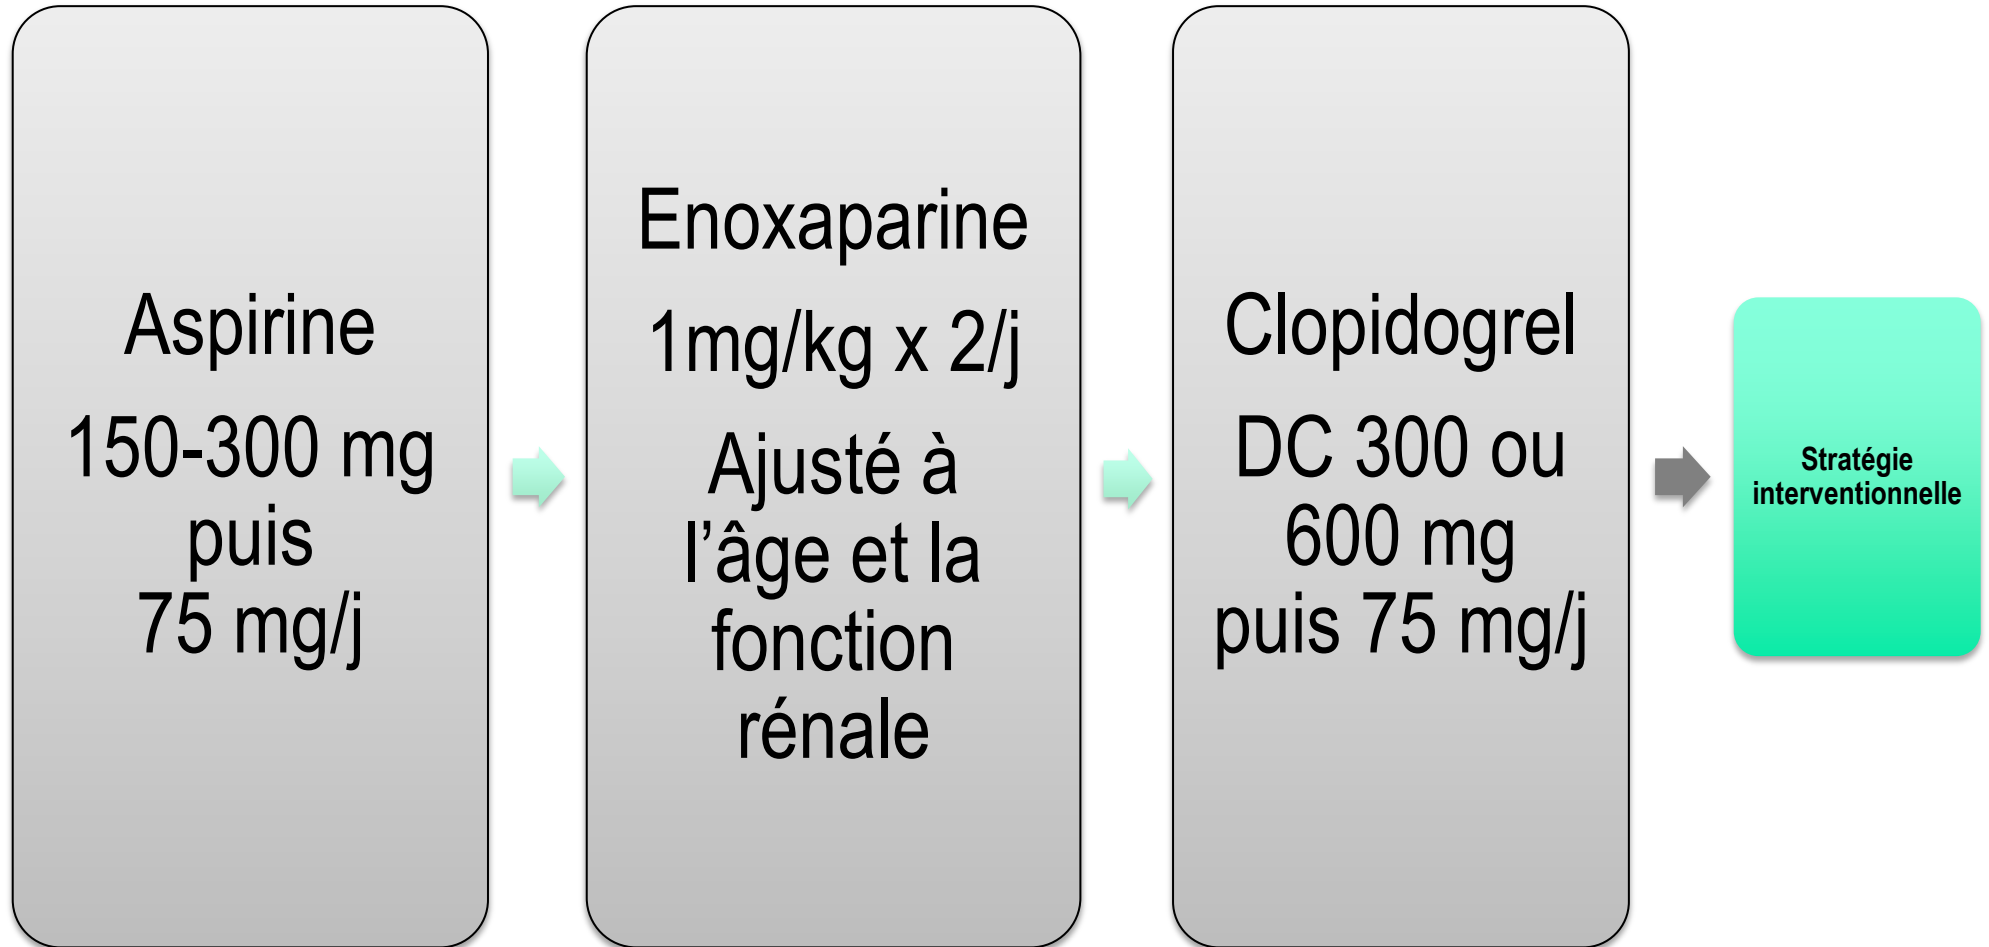 Aspirine
150-300 mg
puis
75 mg/j
Enoxaparine
1mg/kg x 2/j
Ajusté à
l’âge et la
fonction
rénale
Clopidogrel
DC 300 ou
600 mg
puis 75 mg/j
Stratégie
interventionnelle